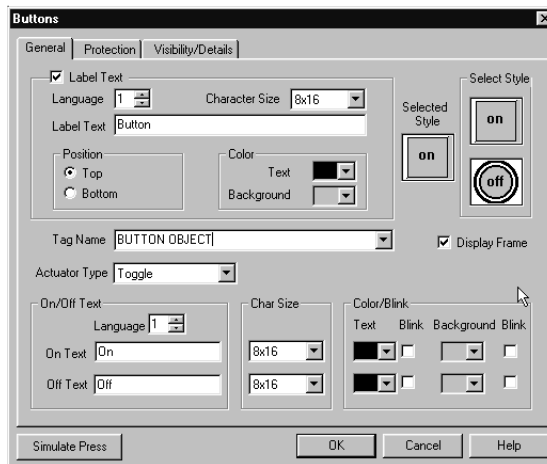 Buttons
General Protection Visibility/Details
Label Text
Select Style
Language 1 Character Size 8x16
Selected Style
on
Label Text Button
on
Position
Color
Top
Text
Bottom
Background
off
Tag Name BUTTON OBJECT
Display Frame
Actuator Type Toggle
On/Off Text
Char Size
Color/Blink
Language 1
Text Blink Background Blink
On Text On
8x16
Off Text Off
8x16
Simulate Press OK Cancel Help